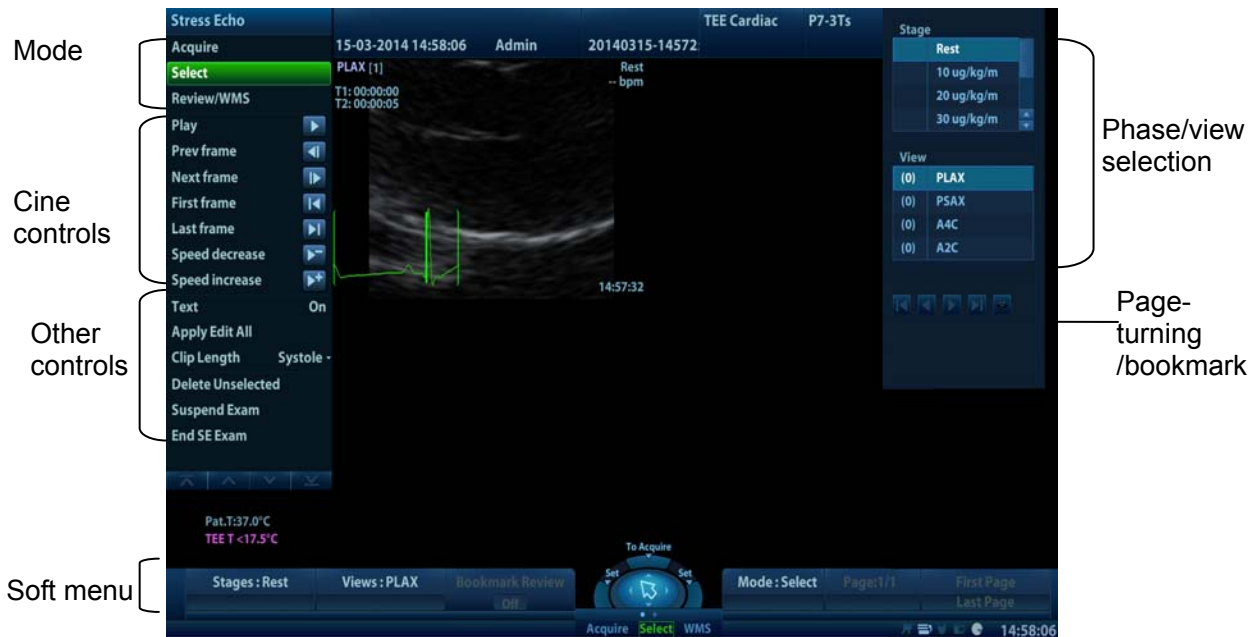 Mode
Cine
controls
Other
controls
Soft menu
Stress Echo
Acquire
Select
Review/WMS
Play
Prev frame
Next frame
First frame
Last frame
Speed decrease
Speed increase
Text On
Apply Edit All
Clip Length Systole
Delete Unselected
Suspend Exam
End SE Exam
Pat.T:37.0°C
TEE T <17.5°C
TEE Cardiac P7-3Ts
15-03-2014 14:58:06 Admin 20140315-14572
PLAX [1]
T1: 00:00:00
T2: 00:00:05
Rest
-- bpm
14:57:32
Stage
Rest
10 ug/kg/m
20 ug/kg/m
30 ug/kg/m
View
(0) PLAX
(0) PSAX
(0) A4C
(0) A2C
Phase/view
selection
Page-
turning
/bookmark
To Acquire
Set Set
Stages : Rest Views : PLAX Bookmark Review
Off
Mode : Select Page:1/1 First Page
Last Page
Acquire Select WMS
14:58:06